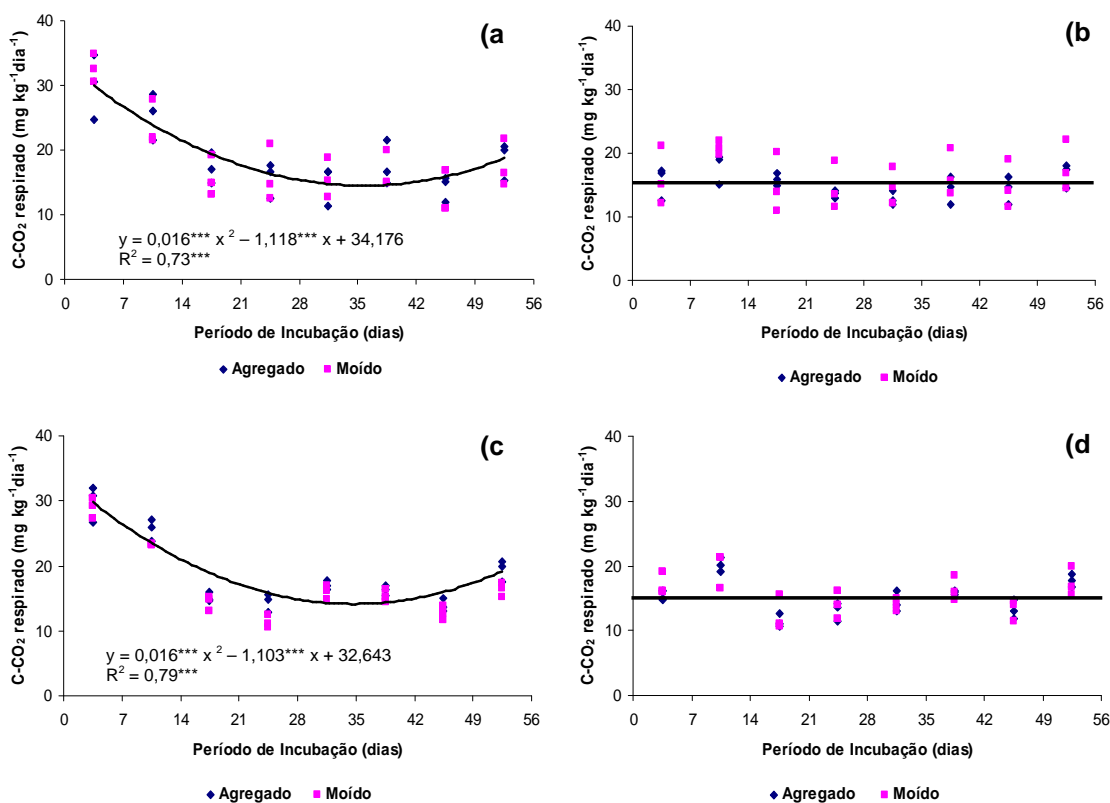 (a
C-CO₂ respirado (mg kg⁻¹dia⁻¹)
40
30
20
10
0
y = 0,016*** x² – 1,118*** x + 34,176
R² = 0,73***
0 7 14 21 28 35 42 49 56
Período de Incubação (dias)
Agregado Moído
(b
C-CO₂ respirado (mg kg⁻¹dia⁻¹)
40
30
20
10
0
0 7 14 21 28 35 42 49 56
Período de Incubação (dias)
Agregado Moído
(c
C-CO₂ respirado (mg kg⁻¹dia⁻¹)
40
30
20
10
0
y = 0,016*** x² – 1,103*** x + 32,643
R² = 0,79***
0 7 14 21 28 35 42 49 56
Período de Incubação (dias)
Agregado Moído
(d
C-CO₂ respirado (mg kg⁻¹dia⁻¹)
40
30
20
10
0
0 7 14 21 28 35 42 49 56
Período de Incubação (dias)
Agregado Moído